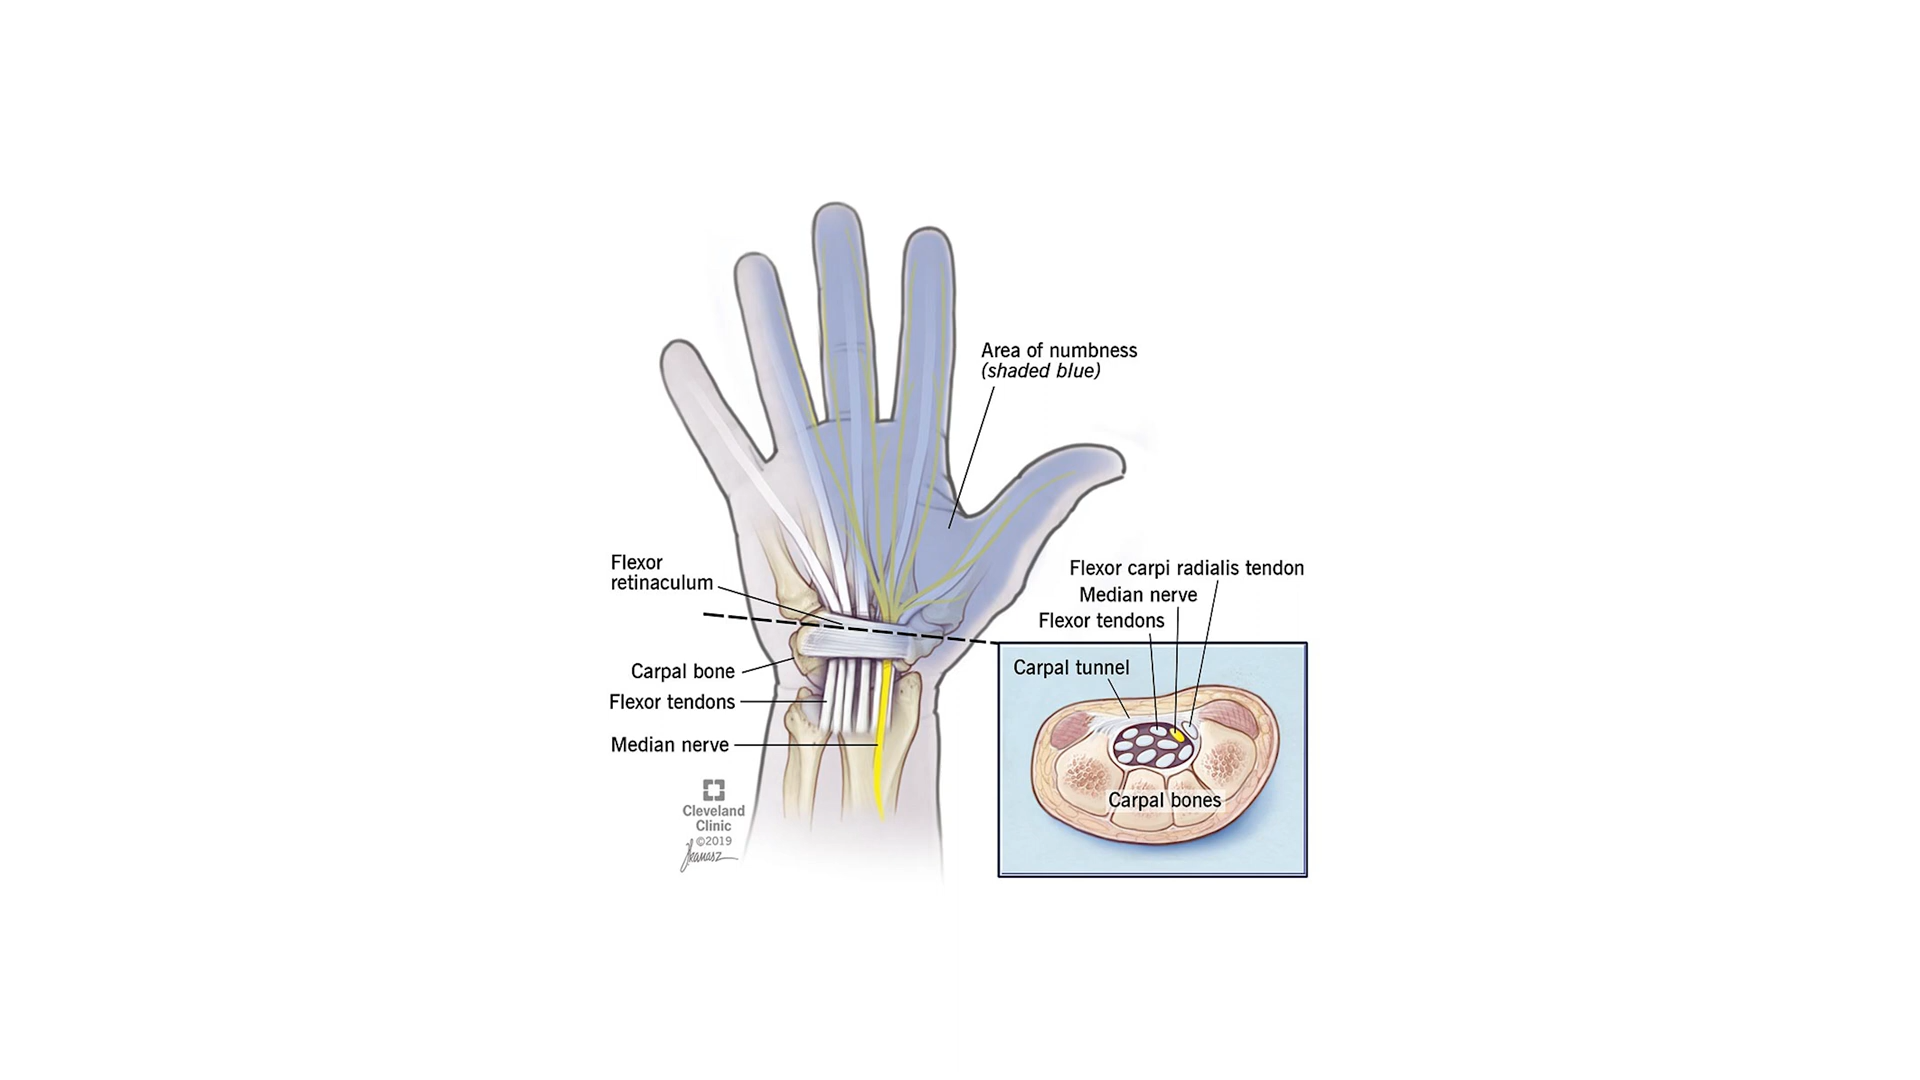 Area of numbness
(shaded blue)
Flexor
retinaculum
Flexor carpi radialis tendon
Median nerve
Flexor tendons
Carpal tunnel
Carpal bone
Flexor tendons
Median nerve
Carpal bones
Cleveland
Clinic
©2019